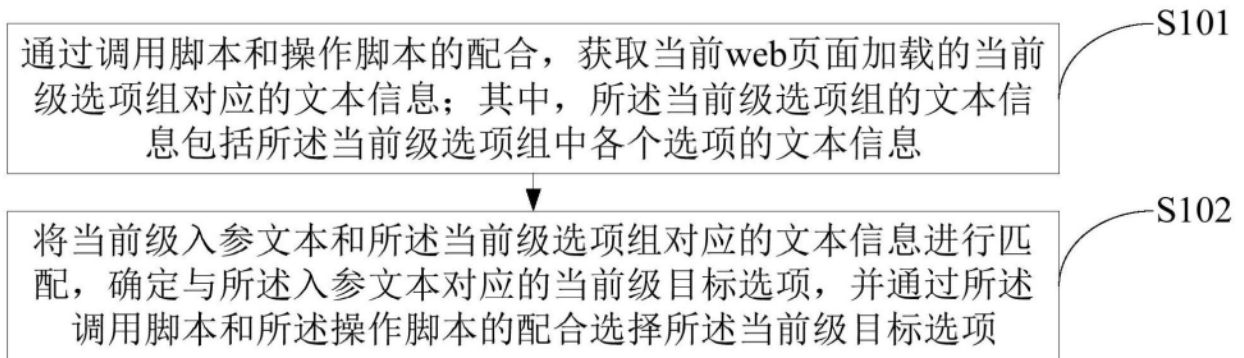 S101
通过调用脚本和操作脚本的配合，获取当前web页面加载的当前
级选项组对应的文本信息；其中，所述当前级选项组的文本信
息包括所述当前级选项组中各个选项的文本信息
S102
将当前级入参文本和所述当前级选项组对应的文本信息进行匹
配，确定与所述入参文本对应的当前级目标选项，并通过所述
调用脚本和所述操作脚本的配合选择所述当前级目标选项